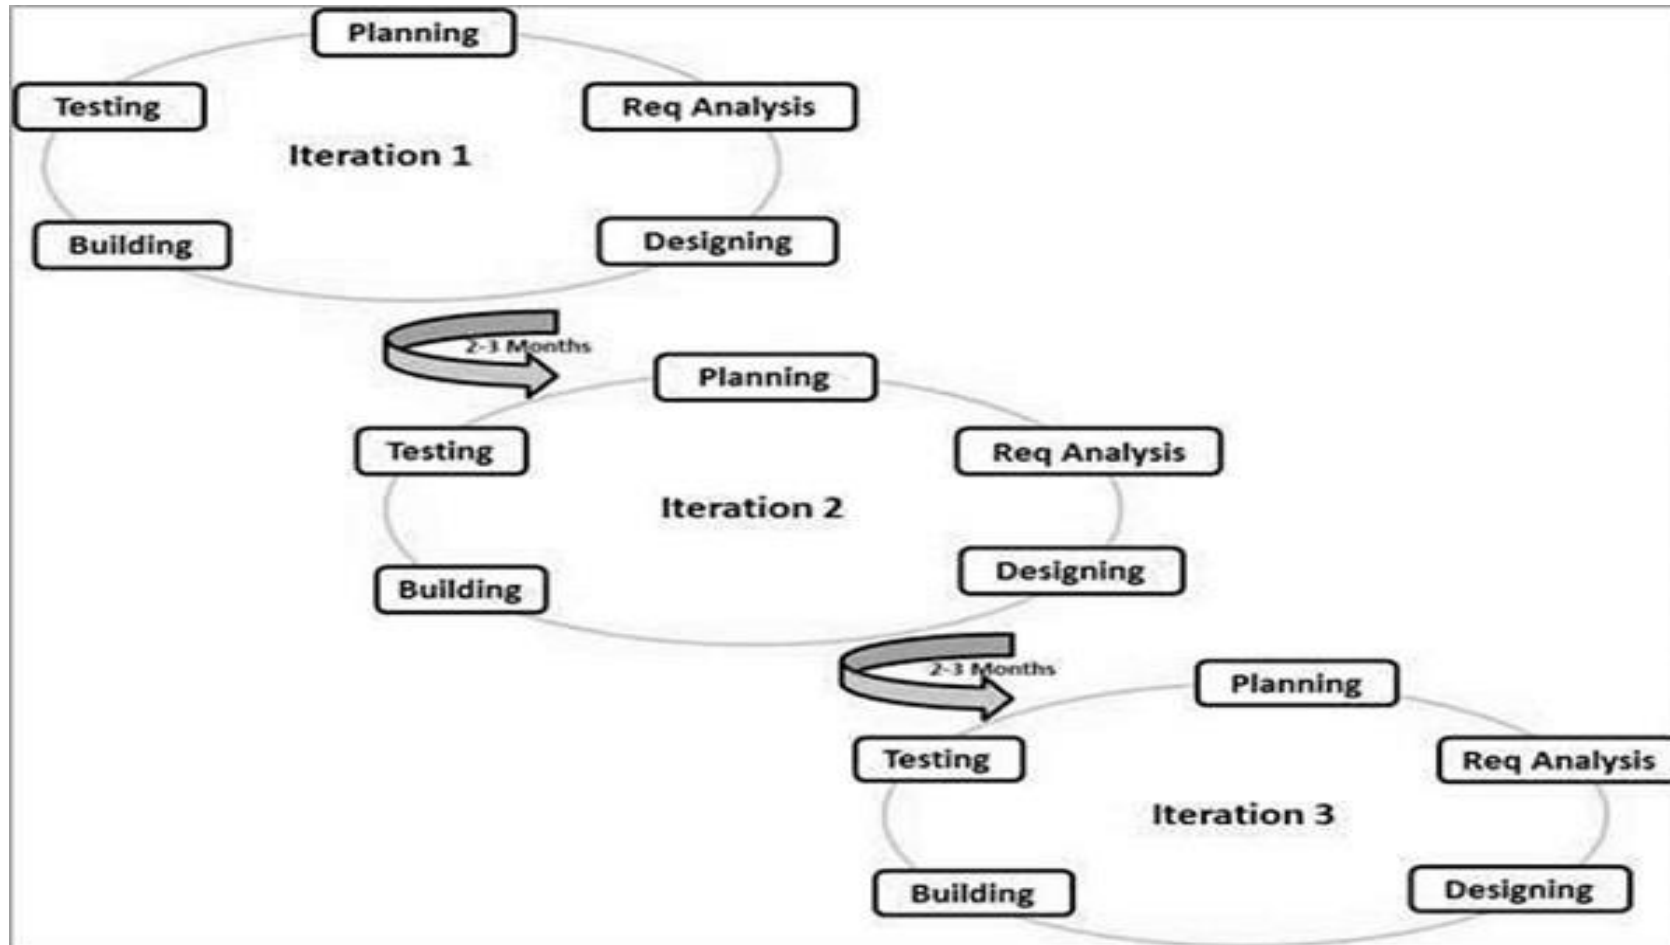 Planning
Testing
Req Analysis
Iteration 1
Building
Designing
2-3 Months
Planning
Testing
Req Analysis
Iteration 2
Building
Designing
2-3 Months
Planning
Testing
Req Analysis
Iteration 3
Building
Designing